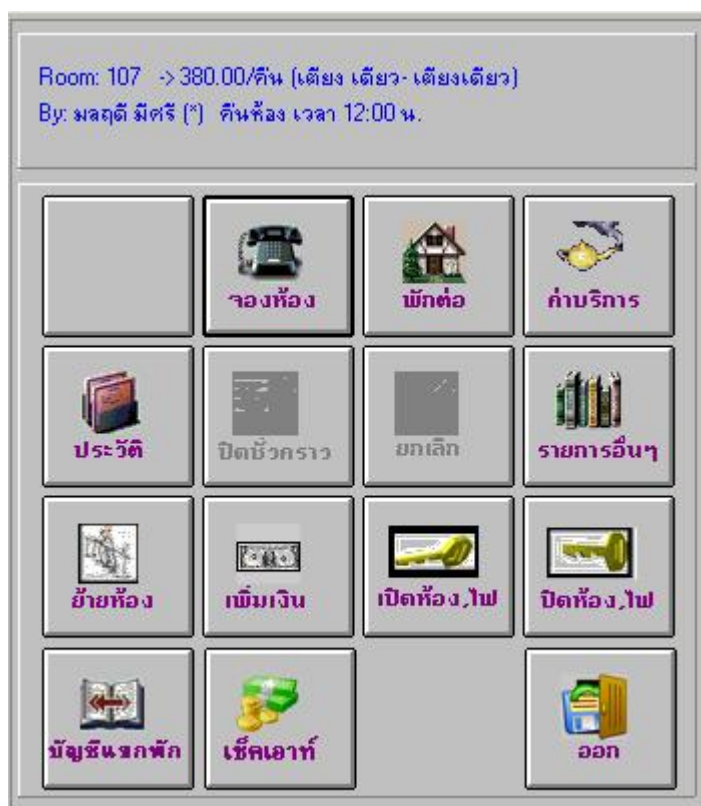 Room: 107 -> 380.00/คืน (เตียง เดียว- เตียงเดียว)
By: มลฤดี มีศรี (*) คืนห้อง เวลา 12:00 น.
จองห้อง
พักต่อ
ค่าบริการ
ประวัติ
ปิดชั่วคราว
ยกเลิก
รายการอื่นๆ
ย้ายห้อง
เพิ่มเงิน
เปิดห้อง,ไฟ
ปิดห้อง,ไฟ
บัญชีแขกพัก
เช็คเอาท์
ออก